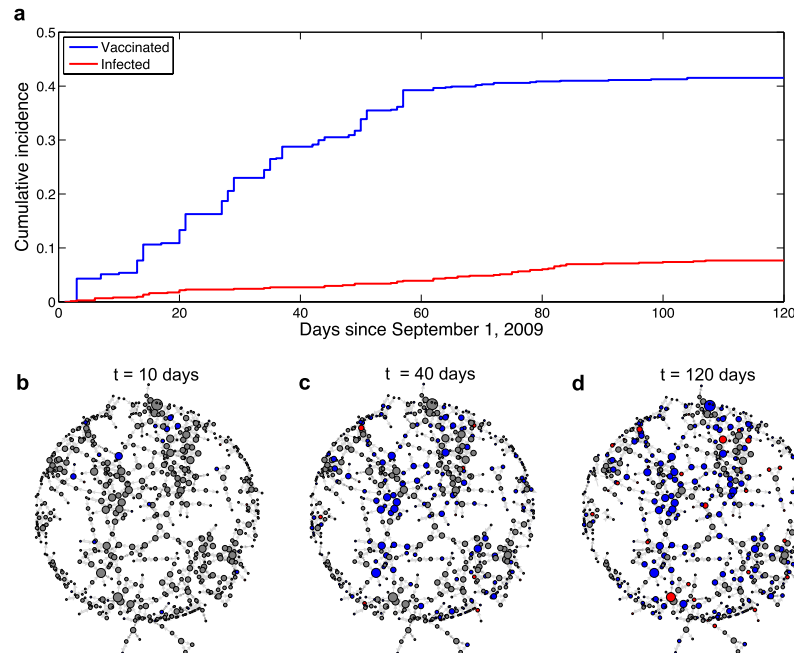 a
0.5
Vaccinated
Infected
0.4
0.3
0.2
0.1
0
Cumulative incidence
0 20 40 60 80 100 120
Days since September 1, 2009
b t = 10 days
c t = 40 days
d t = 120 days